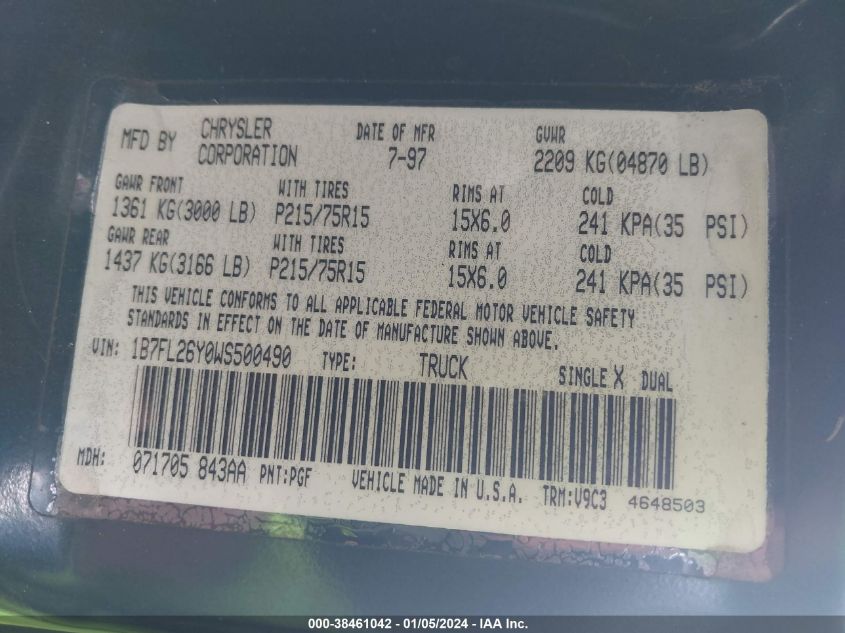 MFD BY CHRYSLER CORPORATION DATE OF MFR 7-97 GVWR 2209 KG(04870 LB)
GAWR FRONT WITH TIRES RIMS AT COLD
1361 KG(3000 LB) P215/75R15 15X6.0 241 KPA(35 PSI)
GAWR REAR WITH TIRES RIMS AT COLD
1437 KG(3166 LB) P215/75R15 15X6.0 241 KPA(35 PSI)
THIS VEHICLE CONFORMS TO ALL APPLICABLE FEDERAL MOTOR VEHICLE SAFETY
STANDARDS IN EFFECT ON THE DATE OF MANUFACTURE SHOWN ABOVE.
VIN: 1B7FL26Y0WS500490 TYPE: TRUCK SINGLE X DUAL
MDH: 071705 843AA PNT:PGF VEHICLE MADE IN U.S.A. TRM:V9C3 4648503
000-38461042 - 01/05/2024 - IAA Inc.